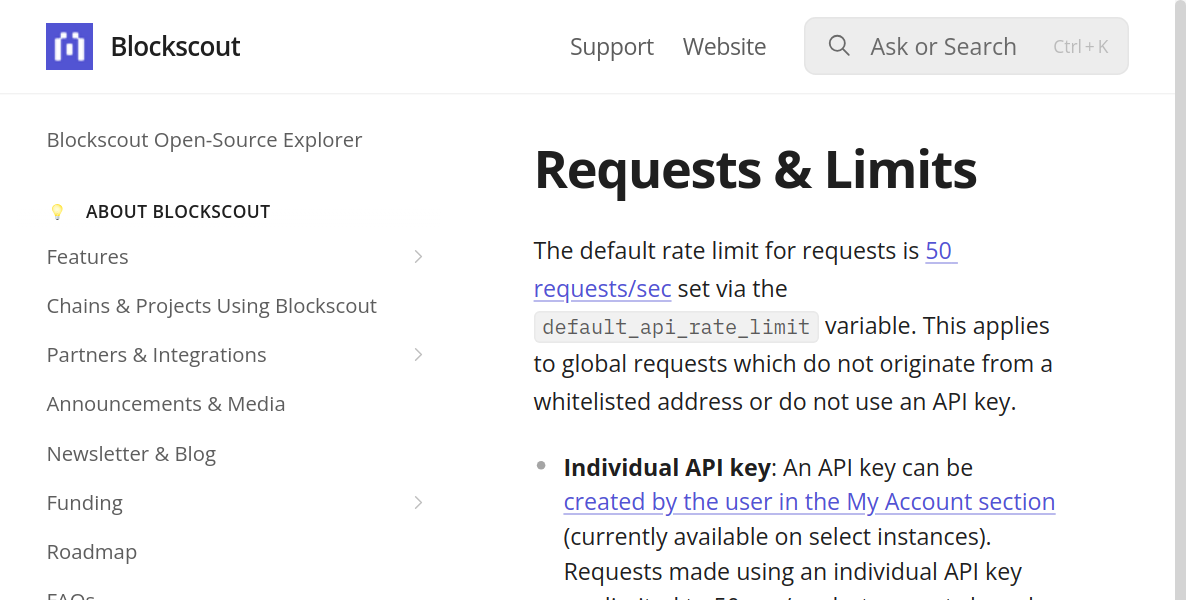 Blockscout
Support
Website
Ask or Search
Ctrl + K
Blockscout Open-Source Explorer
ABOUT BLOCKSCOUT
Features
Chains & Projects Using Blockscout
Partners & Integrations
Announcements & Media
Newsletter & Blog
Funding
Roadmap
FAQs
Requests & Limits
The default rate limit for requests is 50
requests/sec set via the
default_api_rate_limit variable. This applies
to global requests which do not originate from a
whitelisted address or do not use an API key.
Individual API key: An API key can be
created by the user in the My Account section
(currently available on select instances).
Requests made using an individual API key